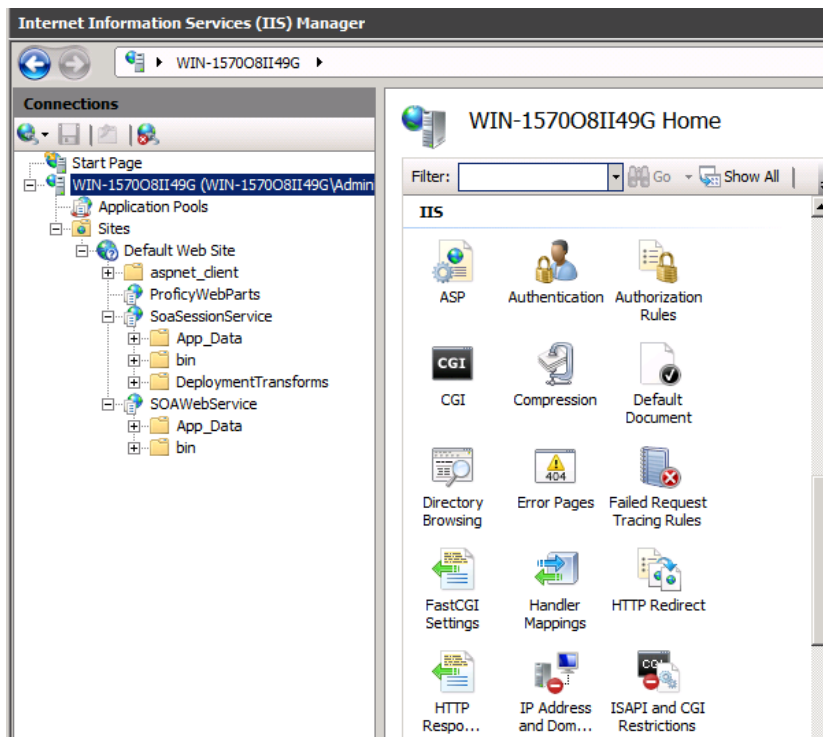 Internet Information Services (IIS) Manager
WIN-1570O8II49G
Connections
Start Page
WIN-1570O8II49G (WIN-1570O8II49G\Admin
Application Pools
Sites
Default Web Site
aspnet_client
ProficyWebParts
SoaSessionService
App_Data
bin
DeploymentTransforms
SOAWebService
App_Data
bin
WIN-1570O8II49G Home
Filter: Go Show All
IIS
ASP Authentication Authorization
Rules
CGI
CGI Compression Default
Document
404
Directory Error Pages Failed Request
Browsing Tracing Rules
FastCGI Handler HTTP Redirect
Settings Mappings
HTTP IP Address ISAPI and CGI
Respo... and Dom... Restrictions